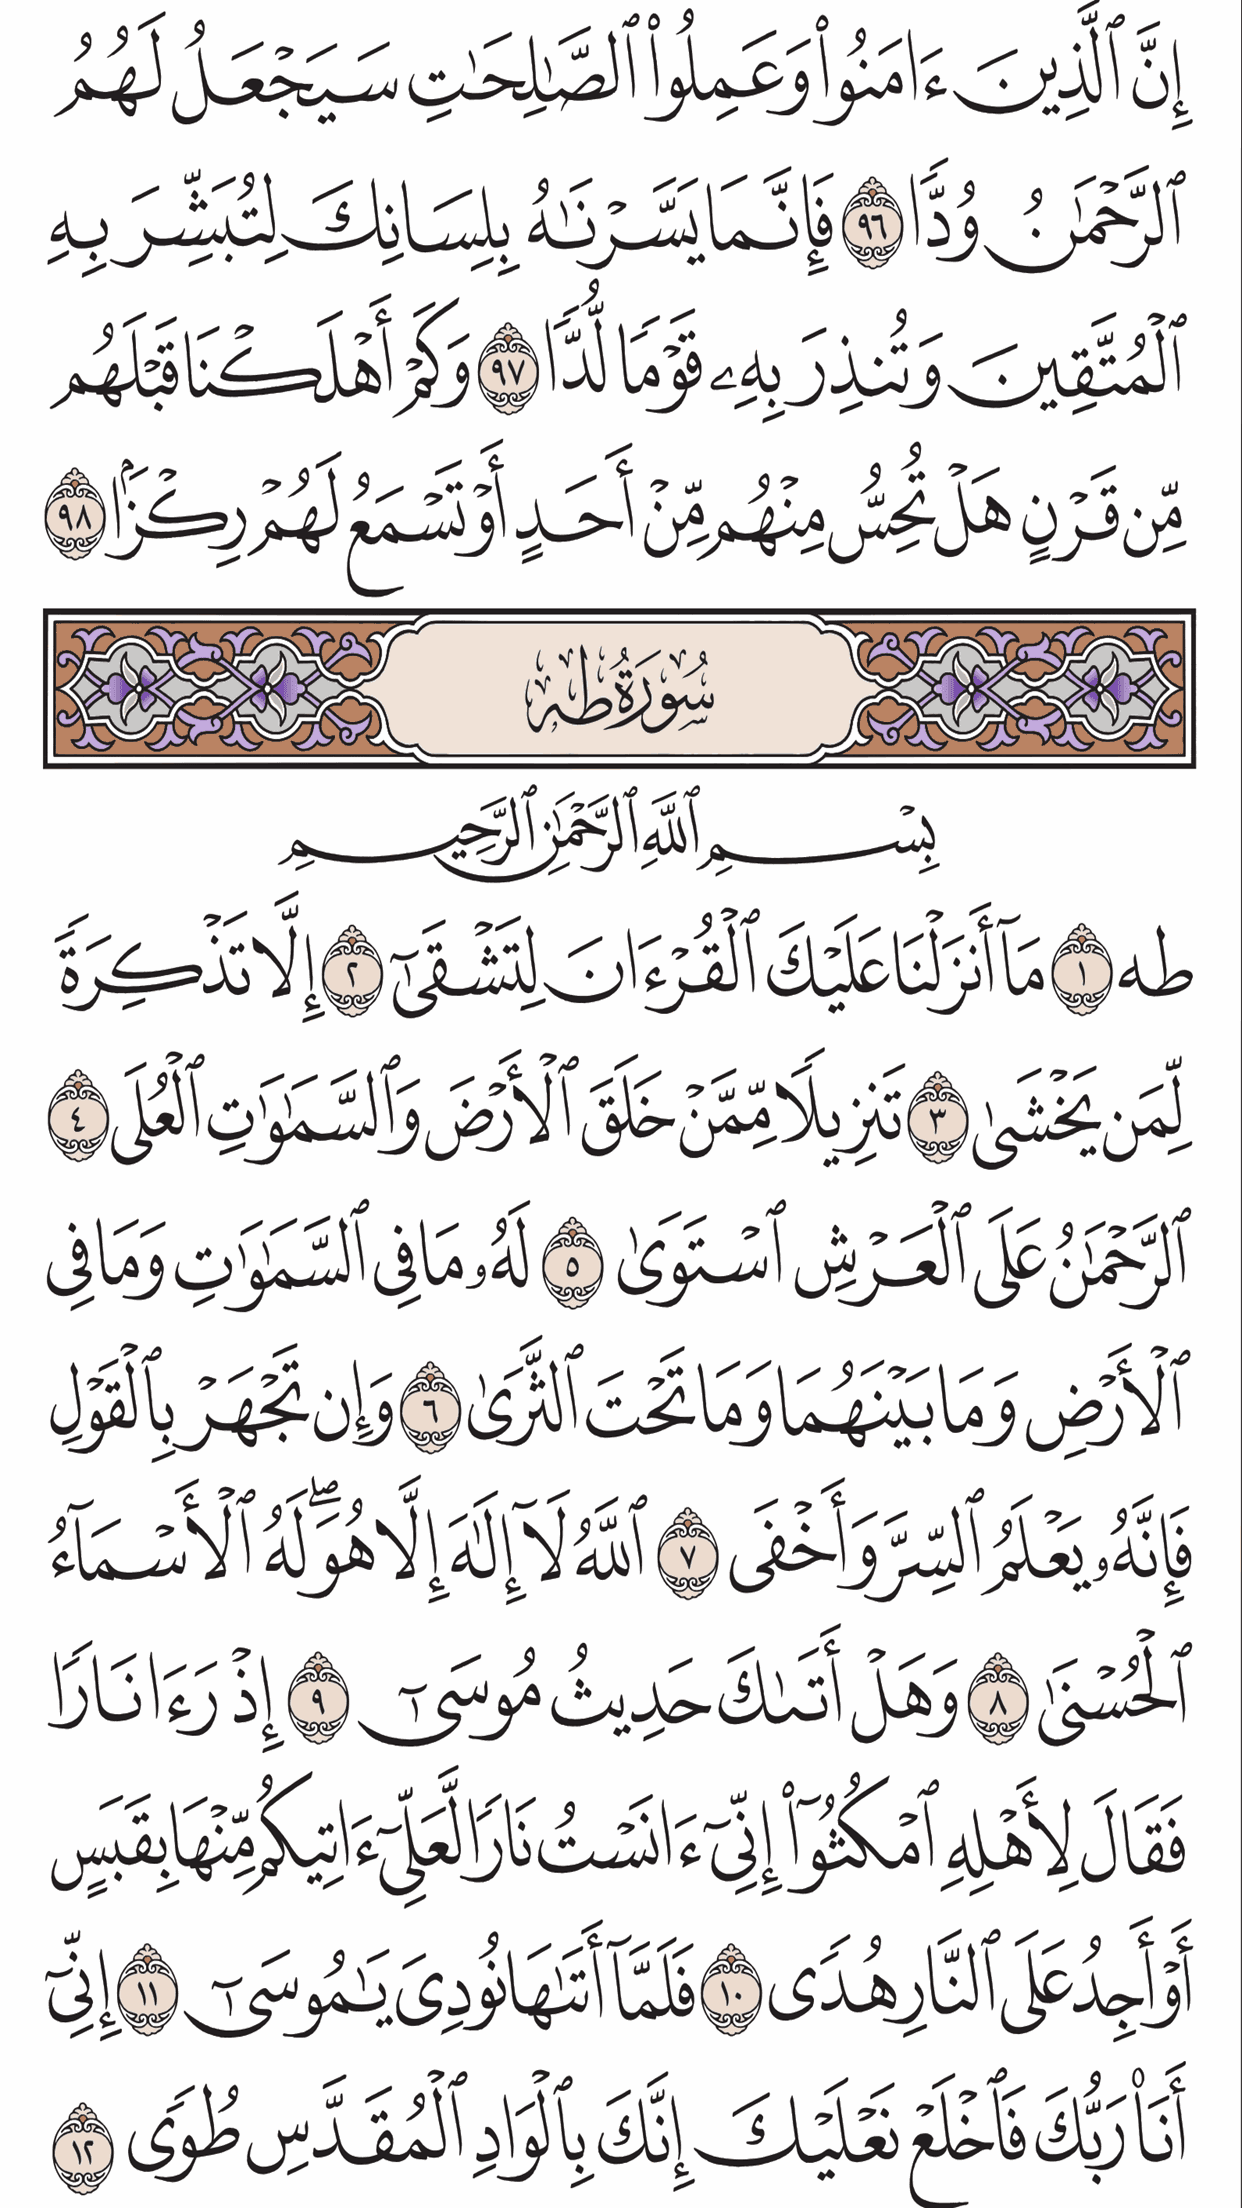 إِنَّ ٱلَّذِينَ ءَامَنُوا۟ وَعَمِلُوا۟ ٱلصَّـٰلِحَـٰتِ سَيَجْعَلُ لَهُمُ
ٱلرَّحْمَـٰنُ وُدًّا ٩٦ فَإِنَّمَا يَسَّرْنَـٰهُ بِلِسَانِكَ لِتُبَشِّرَ بِهِ
ٱلْمُتَّقِينَ وَتُنذِرَ بِهِۦ قَوْمًا لُّدًّا ٩٧ وَكَمْ أَهْلَكْنَا قَبْلَهُم
مِّن قَرْنٍ هَلْ تُحِسُّ مِنْهُم مِّنْ أَحَدٍ أَوْ تَسْمَعُ لَهُمْ رِكْزًۢا ٩٨
سُورَةُ طه
بِسْمِ ٱللَّهِ ٱلرَّحْمَـٰنِ ٱلرَّحِيمِ
طه ١ مَآ أَنزَلْنَا عَلَيْكَ ٱلْقُرْءَانَ لِتَشْقَىٰٓ ٢ إِلَّا تَذْكِرَةً
لِّمَن يَخْشَىٰ ٣ تَنزِيلًا مِّمَّنْ خَلَقَ ٱلْأَرْضَ وَٱلسَّمَـٰوَٰتِ ٱلْعُلَى ٤
ٱلرَّحْمَـٰنُ عَلَى ٱلْعَرْشِ ٱسْتَوَىٰ ٥ لَهُۥ مَا فِى ٱلسَّمَـٰوَٰتِ وَمَا فِى
ٱلْأَرْضِ وَمَا بَيْنَهُمَا وَمَا تَحْتَ ٱلثَّرَىٰ ٦ وَإِن تَجْهَرْ بِٱلْقَوْلِ
فَإِنَّهُۥ يَعْلَمُ ٱلسِّرَّ وَأَخْفَى ٧ ٱللَّهُ لَآ إِلَـٰهَ إِلَّا هُوَ ۖ لَهُ ٱلْأَسْمَآءُ
ٱلْحُسْنَىٰ ٨ وَهَلْ أَتَىٰكَ حَدِيثُ مُوسَىٰٓ ٩ إِذْ رَءَا نَارًا
فَقَالَ لِأَهْلِهِ ٱمْكُثُوٓا۟ إِنِّىٓ ءَانَسْتُ نَارًا لَّعَلِّىٓ ءَاتِيكُم مِّنْهَا بِقَبَسٍ
أَوْ أَجِدُ عَلَى ٱلنَّارِ هُدًى ١٠ فَلَمَّآ أَتَىٰهَا نُودِىَ يَـٰمُوسَىٰٓ ١١ إِنِّىٓ
أَنَا۠ رَبُّكَ فَٱخْلَعْ نَعْلَيْكَ إِنَّكَ بِٱلْوَادِ ٱلْمُقَدَّسِ طُوًى ١٢